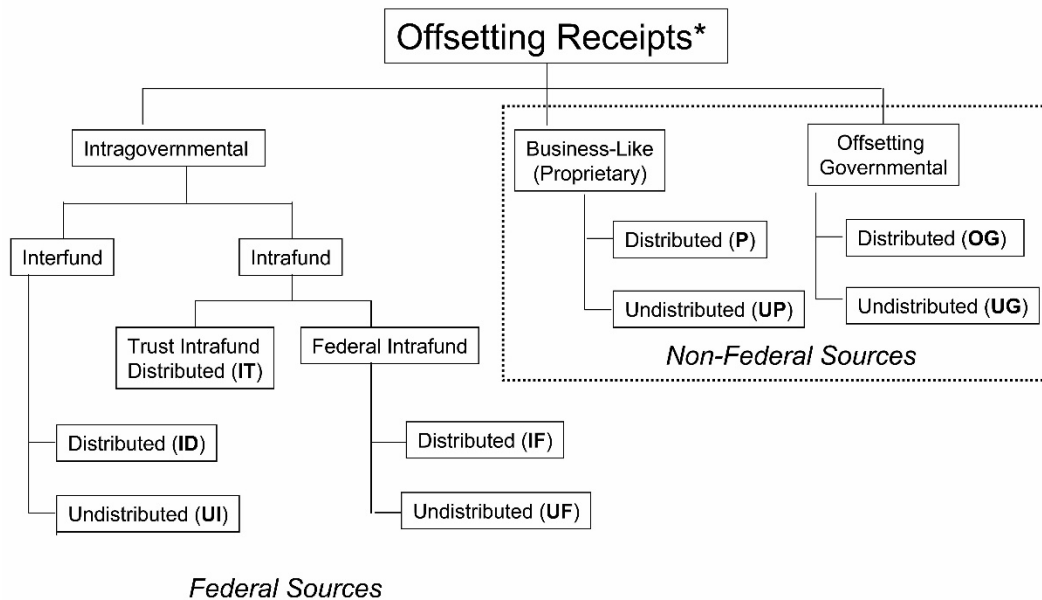 Offsetting Receipts*
Intragovernmental
Business-Like
(Proprietary)
Offsetting
Governmental
Interfund
Intrafund
Distributed (P)
Distributed (OG)
Undistributed (UP)
Undistributed (UG)
Trust Intrafund
Distributed (IT)
Federal Intrafund
Non-Federal Sources
Distributed (ID)
Distributed (IF)
Undistributed (UI)
Undistributed (UF)
Federal Sources